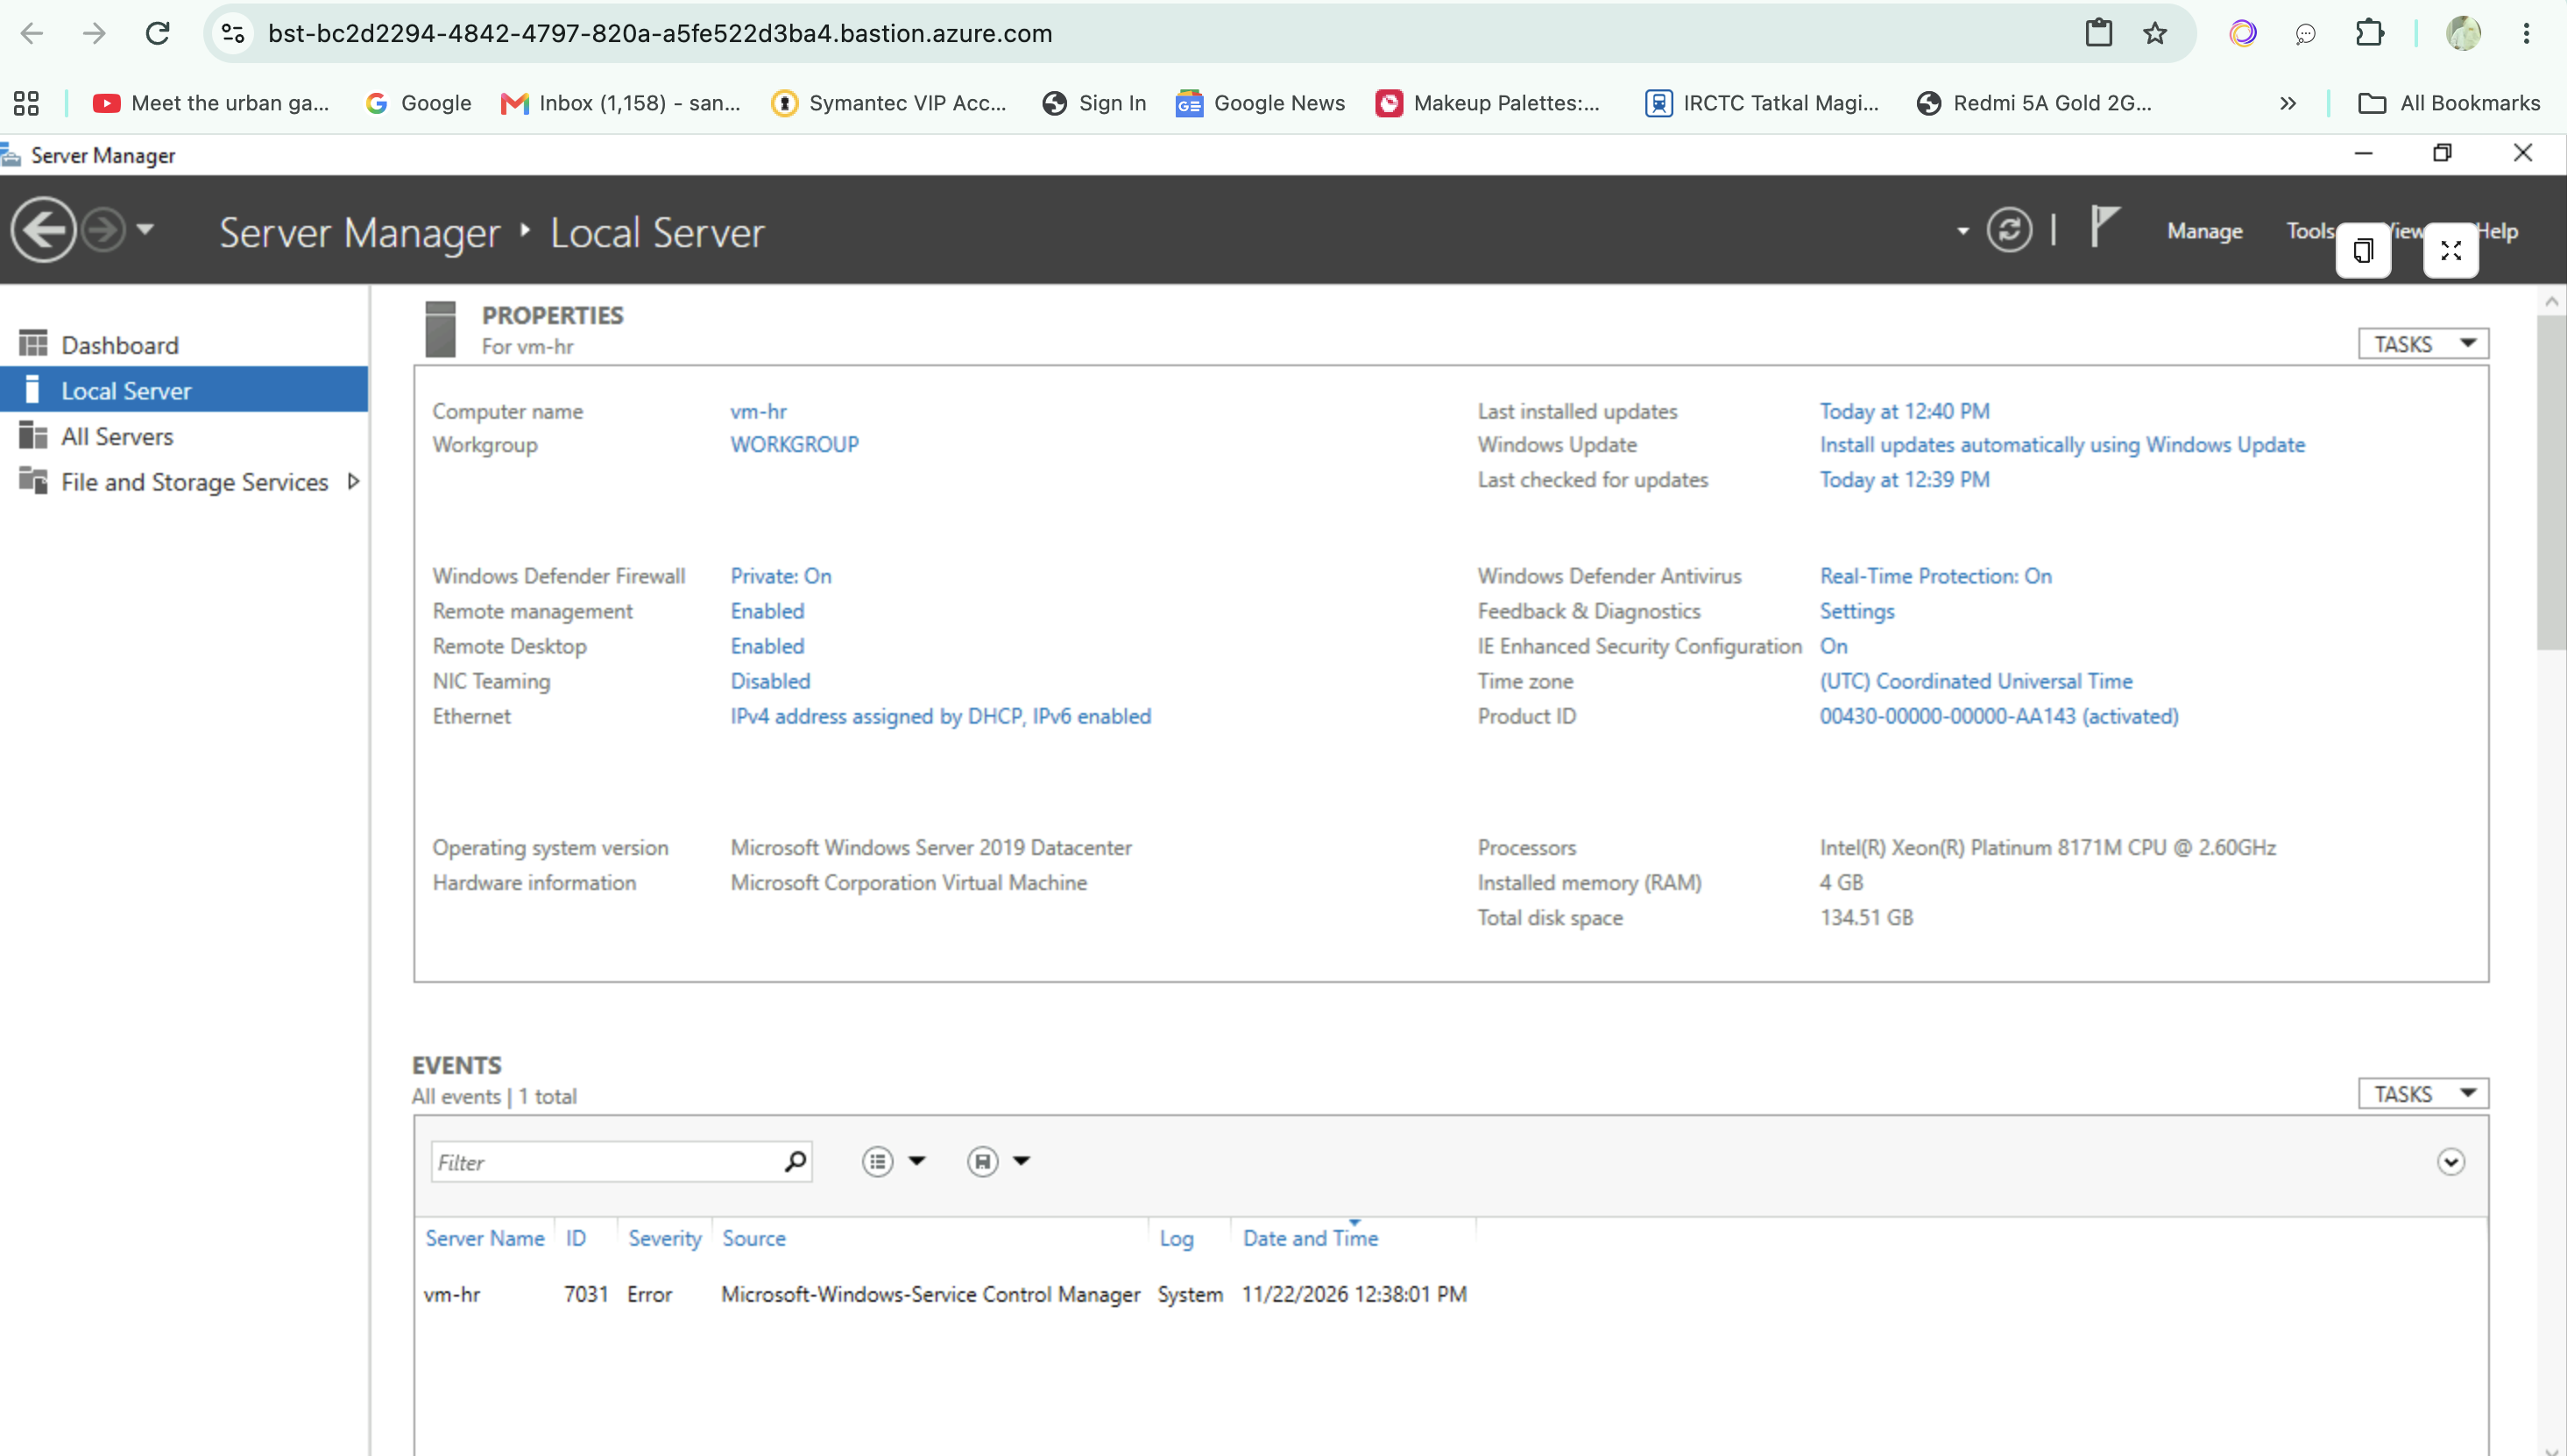 bst-bc2d2294-4842-4797-820a-a5fe522d3ba4.bastion.azure.com
Meet the urban ga... Google Inbox (1,158) - san... Symantec VIP Acc... Sign In Google News Makeup Palettes:... IRCTC Tatkal Magi... Redmi 5A Gold 2G... » All Bookmarks
Server Manager
Server Manager ‣ Local Server Manage Tools View Help
Dashboard
Local Server
All Servers
File and Storage Services
PROPERTIES
For vm-hr
TASKS
Computer name vm-hr Last installed updates Today at 12:40 PM
Workgroup WORKGROUP Windows Update Install updates automatically using Windows Update
Last checked for updates Today at 12:39 PM
Windows Defender Firewall Private: On Windows Defender Antivirus Real-Time Protection: On
Remote management Enabled Feedback & Diagnostics Settings
Remote Desktop Enabled IE Enhanced Security Configuration On
NIC Teaming Disabled Time zone (UTC) Coordinated Universal Time
Ethernet IPv4 address assigned by DHCP, IPv6 enabled Product ID 00430-00000-00000-AA143 (activated)
Operating system version Microsoft Windows Server 2019 Datacenter Processors Intel(R) Xeon(R) Platinum 8171M CPU @ 2.60GHz
Hardware information Microsoft Corporation Virtual Machine Installed memory (RAM) 4 GB
Total disk space 134.51 GB
EVENTS
All events | 1 total
TASKS
Filter
Server Name ID Severity Source Log Date and Time
vm-hr 7031 Error Microsoft-Windows-Service Control Manager System 11/22/2026 12:38:01 PM